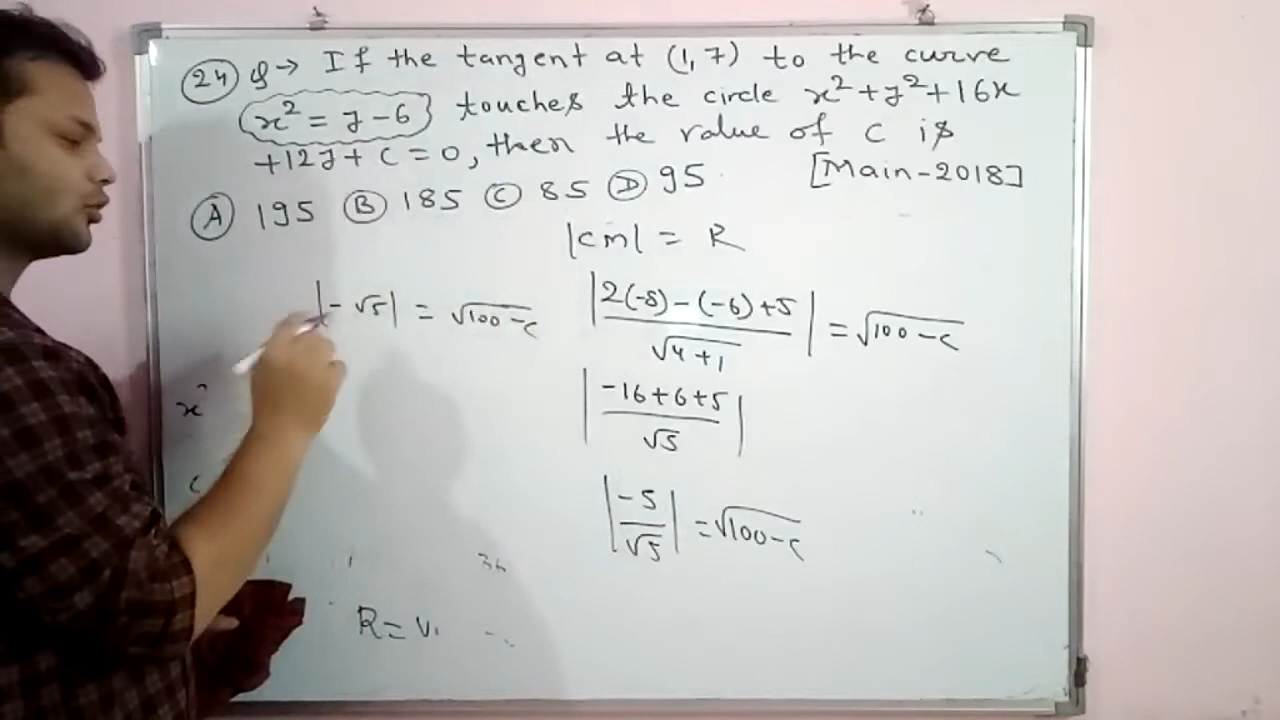 24 Q→ If the tangent at (1,7) to the curve
x² = y - 6 touches the circle x² + y² + 16x
+ 12y + c = 0, then the value of c is
[Main-2018]
A 195 B 185 C 85 D 95
|cm| = R
|-√5| = √100-c
|2(-8) - (-6) + 5 / √4+1| = √100-c
|-16+6+5 / √5|
|-5 / √5| = √100-c
R = √